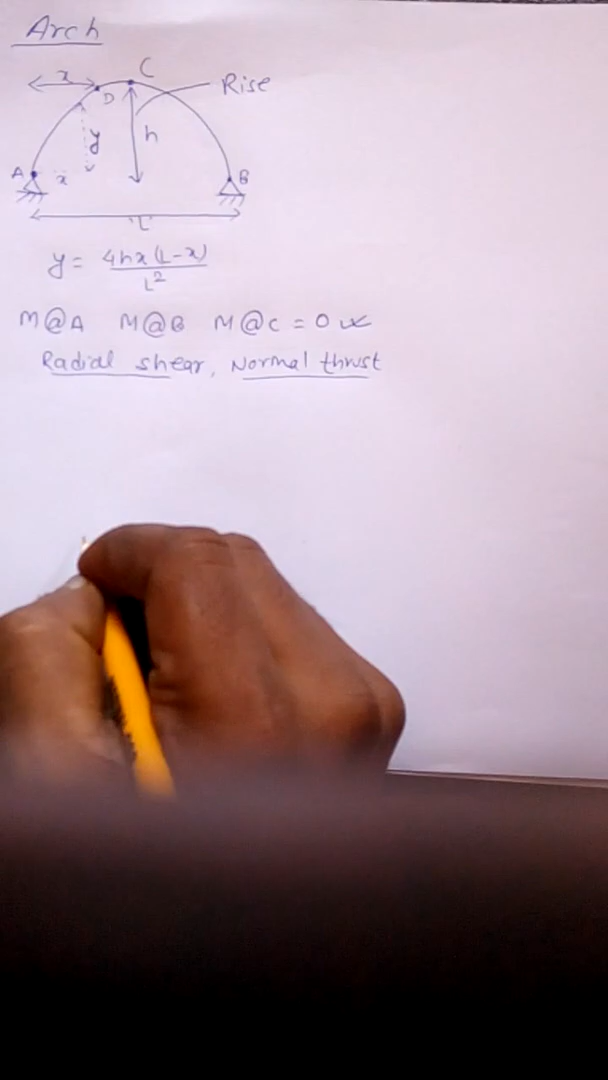 Arch
x C
D Rise
y h
A x B
L
y = 4hx(L-x)
L²
M@A M@B M@C = 0
Radial shear, Normal thrust